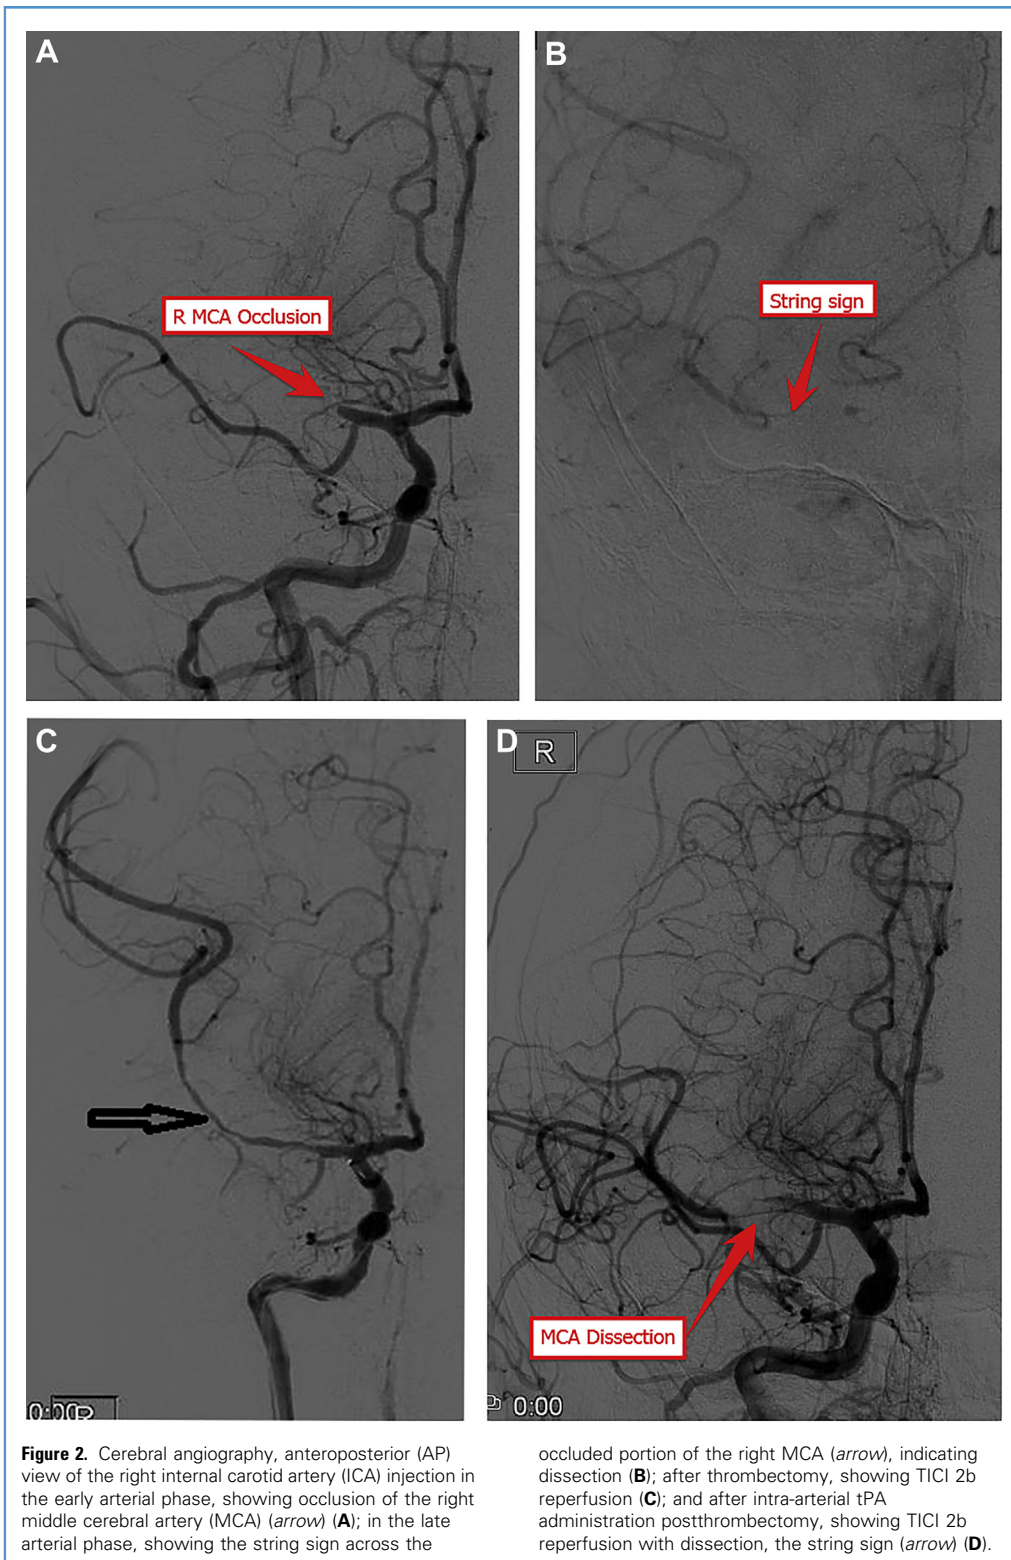 A
R MCA Occlusion
B
String sign
C
D
R
MCA Dissection
0:00
0:00
Figure 2. Cerebral angiography, anteroposterior (AP)
view of the right internal carotid artery (ICA) injection in
the early arterial phase, showing occlusion of the right
middle cerebral artery (MCA) (arrow) (A); in the late
arterial phase, showing the string sign across the
occluded portion of the right MCA (arrow), indicating
dissection (B); after thrombectomy, showing TICI 2b
reperfusion (C); and after intra-arterial tPA
administration postthrombectomy, showing TICI 2b
reperfusion with dissection, the string sign (arrow) (D).